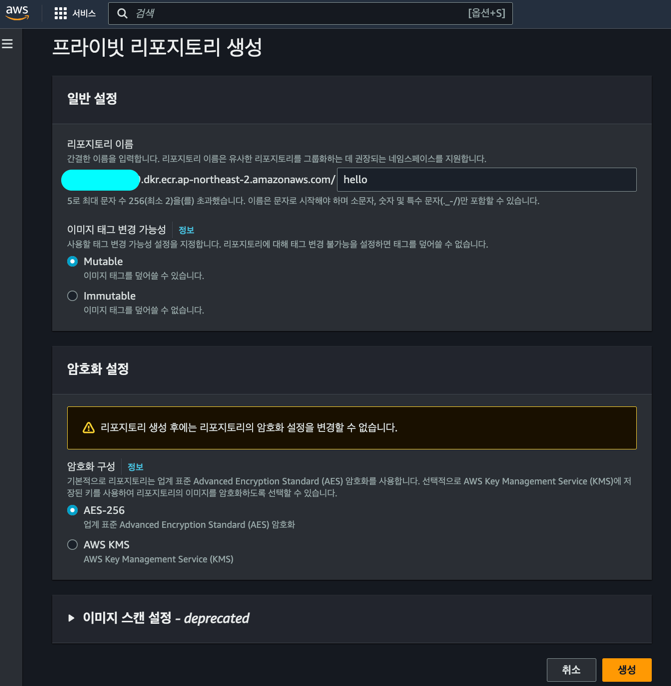 aws
서비스
검색
[옵션+S]
프라이빗 리포지토리 생성
일반 설정
리포지토리 이름
간결한 이름을 입력합니다. 리포지토리 이름은 유사한 리포지토리를 그룹화하는 데 권장되는 네임스페이스를 지원합니다.
.dkr.ecr.ap-northeast-2.amazonaws.com/
hello
5로 최대 문자 수 256(최소 2)을(를) 초과했습니다. 이름은 문자로 시작해야 하며 소문자, 숫자 및 특수 문자(._-/)만 포함할 수 있습니다.
이미지 태그 변경 가능성
정보
사용할 태그 변경 가능성 설정을 지정합니다. 리포지토리에 대해 태그 변경 불가능을 설정하면 태그를 덮어쓸 수 없습니다.
Mutable
이미지 태그를 덮어쓸 수 있습니다.
Immutable
이미지 태그를 덮어쓸 수 없습니다.
암호화 설정
리포지토리 생성 후에는 리포지토리의 암호화 설정을 변경할 수 없습니다.
암호화 구성
정보
기본적으로 리포지토리는 업계 표준 Advanced Encryption Standard (AES) 암호화를 사용합니다. 선택적으로 AWS Key Management Service (KMS)에 저
장된 키를 사용하여 리포지토리의 이미지를 암호화하도록 선택할 수 있습니다.
AES-256
업계 표준 Advanced Encryption Standard (AES) 암호화
AWS KMS
AWS Key Management Service (KMS)
이미지 스캔 설정 - deprecated
취소
생성